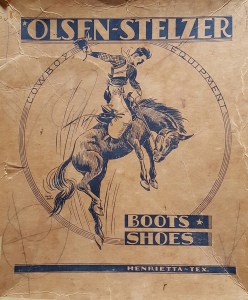 OLSEN-STELZER
COWBOY EQUIPMENT
BOOTS ★
SHOES
HENRIETTA-TEX.